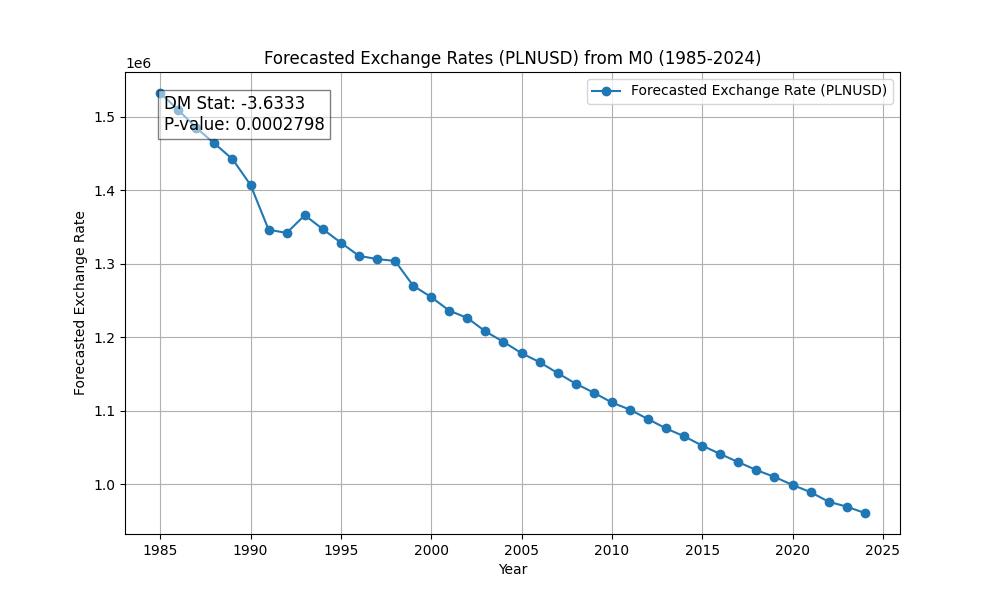 Forecasted Exchange Rates (PLNUSD) from M0 (1985-2024)
1e6
Forecasted Exchange Rate (PLNUSD)
DM Stat: -3.6333
P-value: 0.0002798
1.5
1.4
1.3
1.2
1.1
1.0
Forecasted Exchange Rate
1985 1990 1995 2000 2005 2010 2015 2020 2025
Year